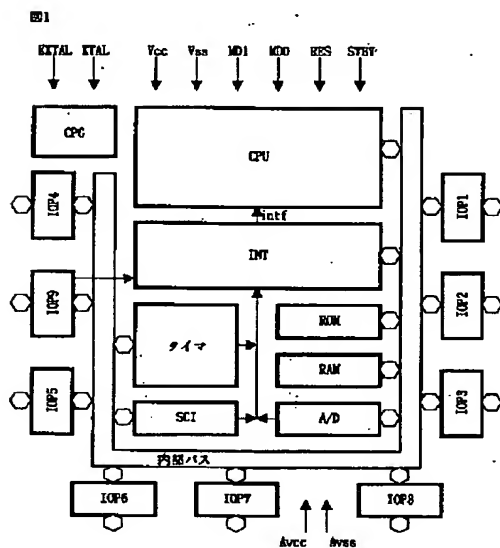 図1
EXTAL XTAL Vcc Vss MD1 MD0 RES STBY
CPG
CPU
IOP4
intf
IOP1
INT
IOP9
IOP2
ROM
タイマ
RAM
IOP5
IOP3
SCI
A/D
内部バス
IOP6
IOP7
IOP8
Avcc Avss